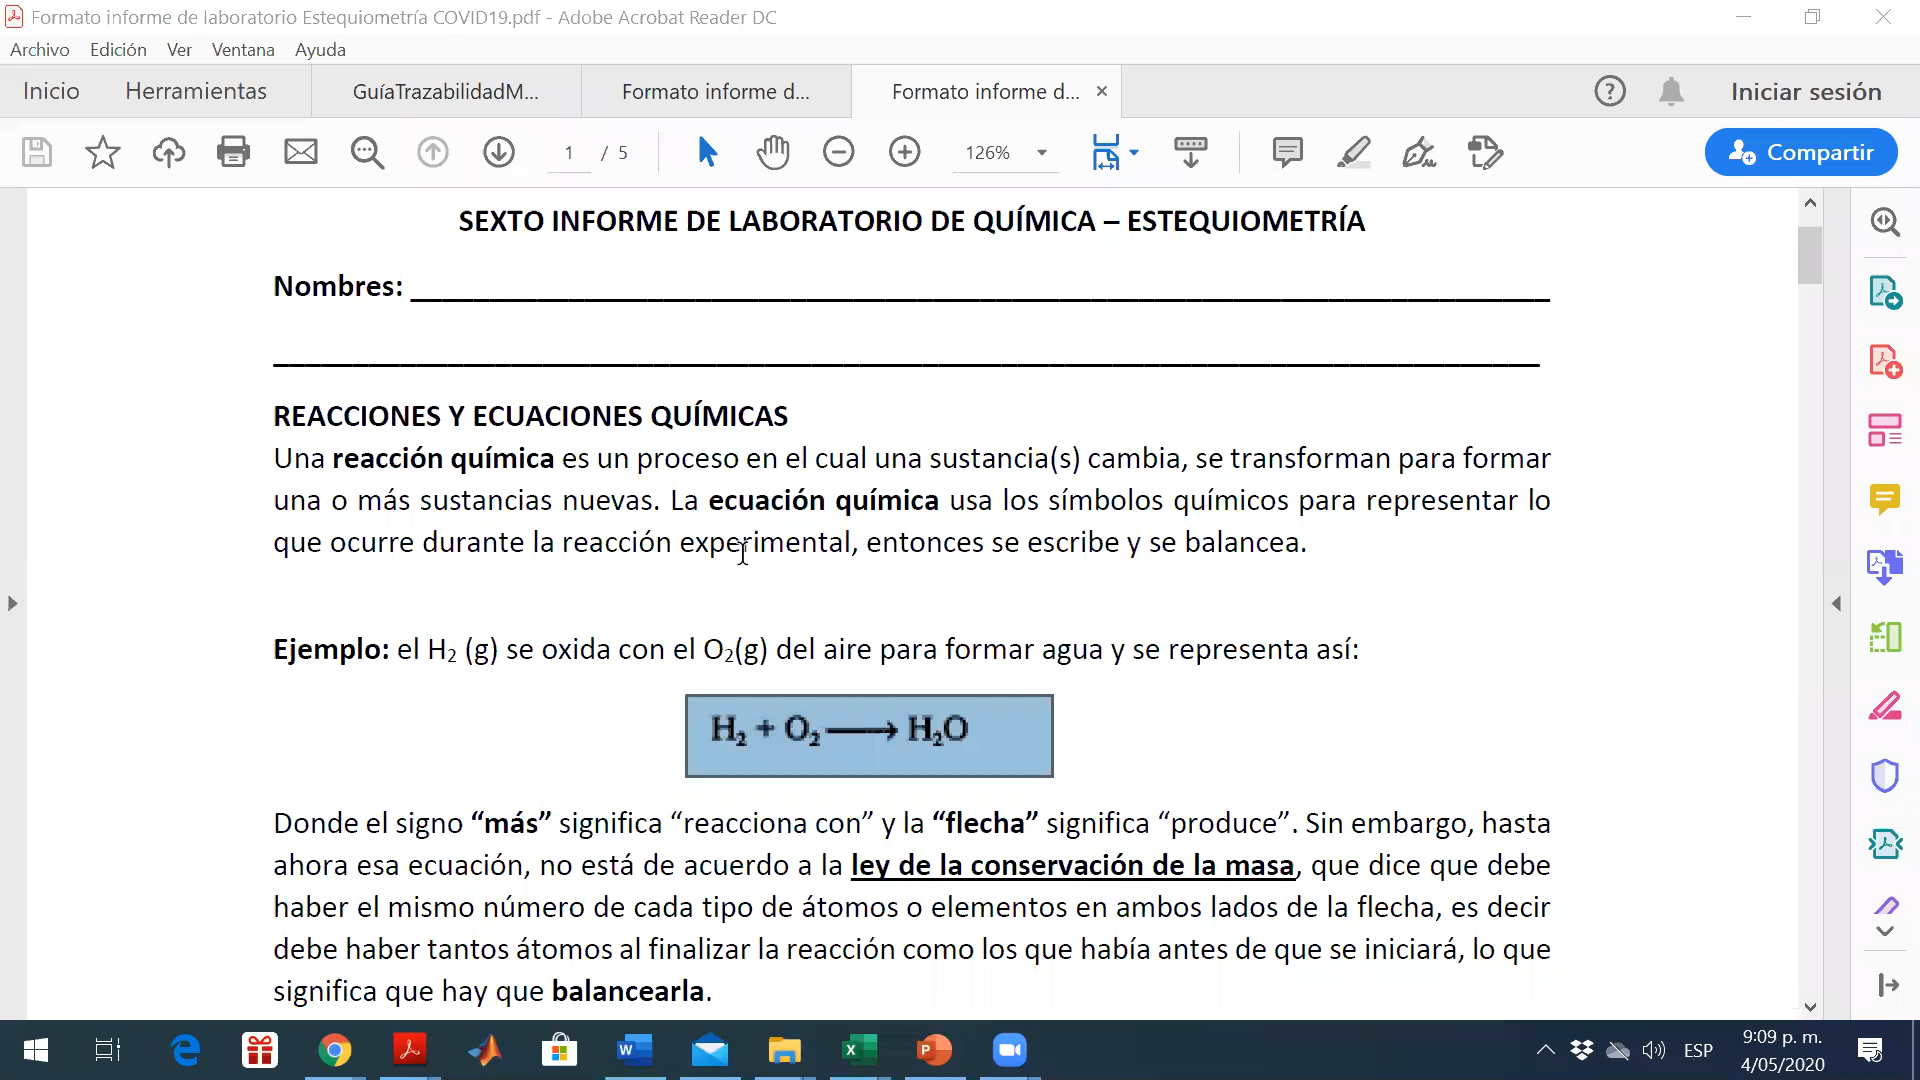 Formato informe de laboratorio Estequiometría COVID19.pdf - Adobe Acrobat Reader DC
Archivo Edición Ver Ventana Ayuda
Inicio Herramientas GuíaTrazabilidadM... Formato informe d... Formato informe d... Iniciar sesión
1 / 5 126% Compartir
SEXTO INFORME DE LABORATORIO DE QUÍMICA – ESTEQUIOMETRÍA
Nombres:
REACCIONES Y ECUACIONES QUÍMICAS
Una reacción química es un proceso en el cual una sustancia(s) cambia, se transforman para formar
una o más sustancias nuevas. La ecuación química usa los símbolos químicos para representar lo
que ocurre durante la reacción experimental, entonces se escribe y se balancea.
Ejemplo: el H₂ (g) se oxida con el O₂(g) del aire para formar agua y se representa así:
H₂ + O₂ ⟶ H₂O
Donde el signo “más” significa “reacciona con” y la “flecha” significa “produce”. Sin embargo, hasta
ahora esa ecuación, no está de acuerdo a la ley de la conservación de la masa, que dice que debe
haber el mismo número de cada tipo de átomos o elementos en ambos lados de la flecha, es decir
debe haber tantos átomos al finalizar la reacción como los que había antes de que se iniciará, lo que
significa que hay que balancearla.
ESP
9:09 p. m.
4/05/2020